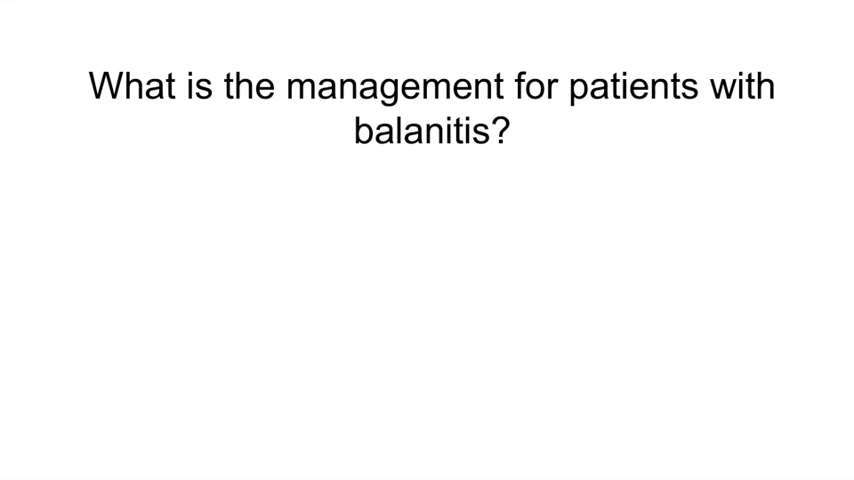 What is the management for patients with
balanitis?